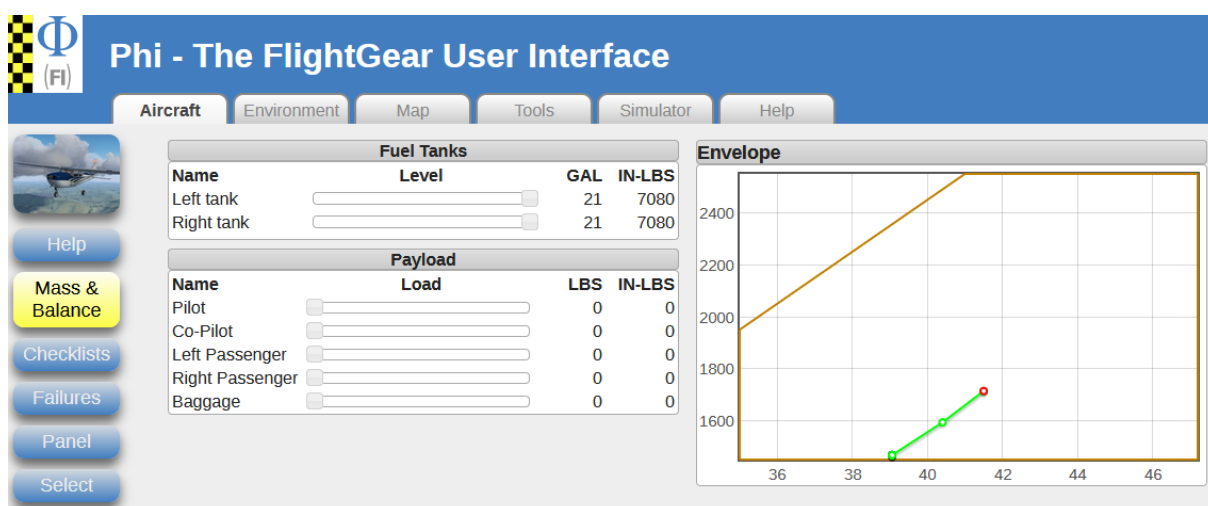 Φ
(FI)
Phi - The FlightGear User Interface
Aircraft Environment Map Tools Simulator Help
Help
Mass &
Balance
Checklists
Failures
Panel
Select
Fuel Tanks
Name Level GAL IN-LBS
Left tank 21 7080
Right tank 21 7080
Payload
Name Load LBS IN-LBS
Pilot 0 0
Co-Pilot 0 0
Left Passenger 0 0
Right Passenger 0 0
Baggage 0 0
Envelope
2400
2200
2000
1800
1600
36 38 40 42 44 46